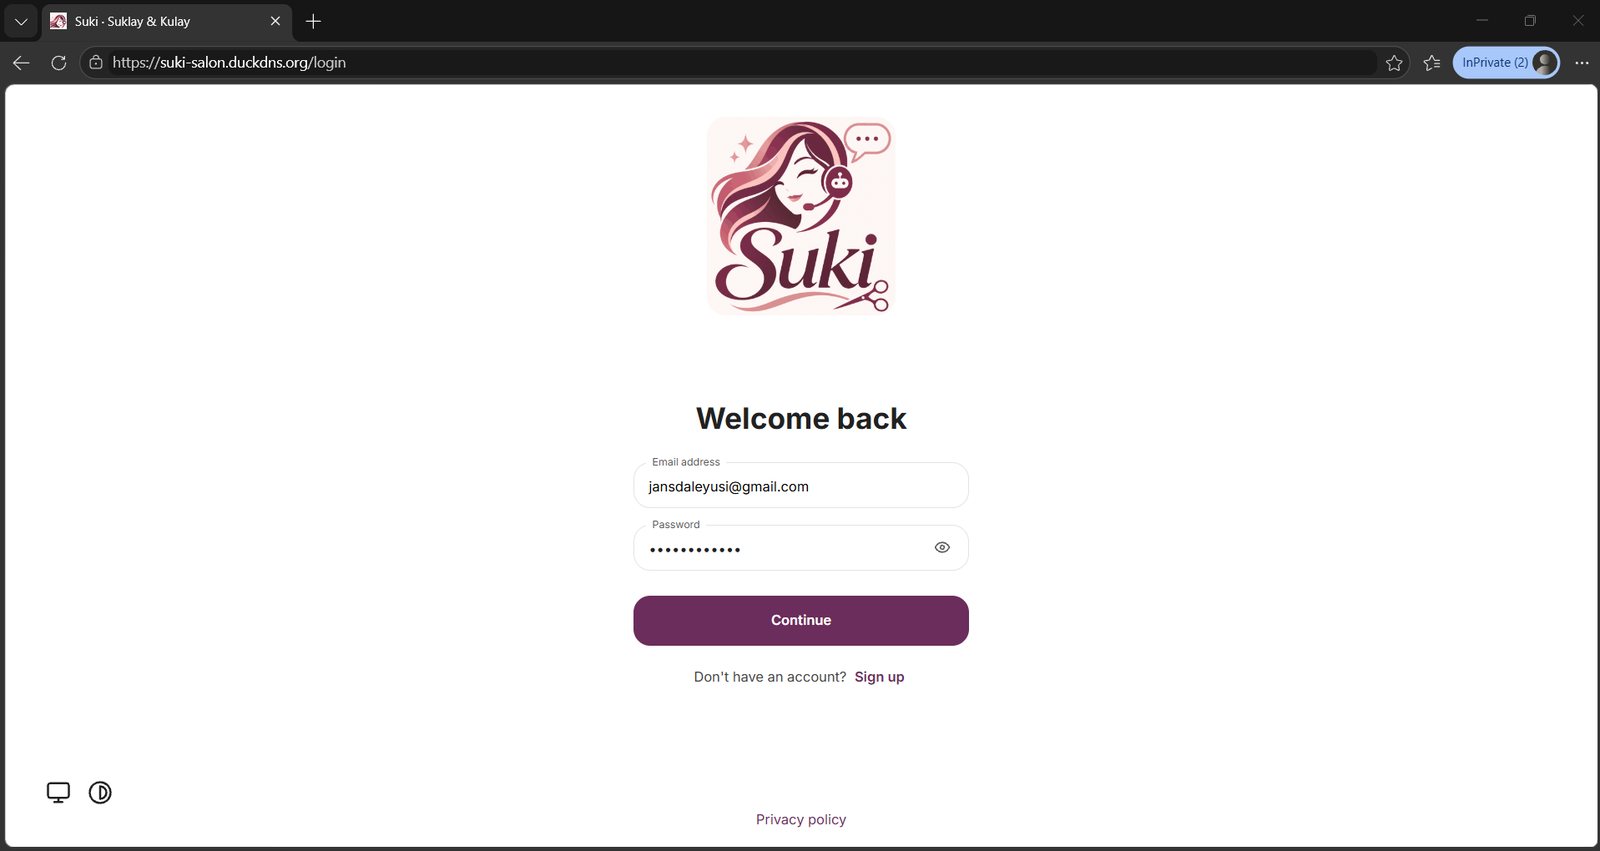 Suki · Suklay & Kulay
https://suki-salon.duckdns.org/login
InPrivate (2)
Suki
Welcome back
Email address
jansdaleyusi@gmail.com
Password
••••••••••••
Continue
Don't have an account? Sign up
Privacy policy